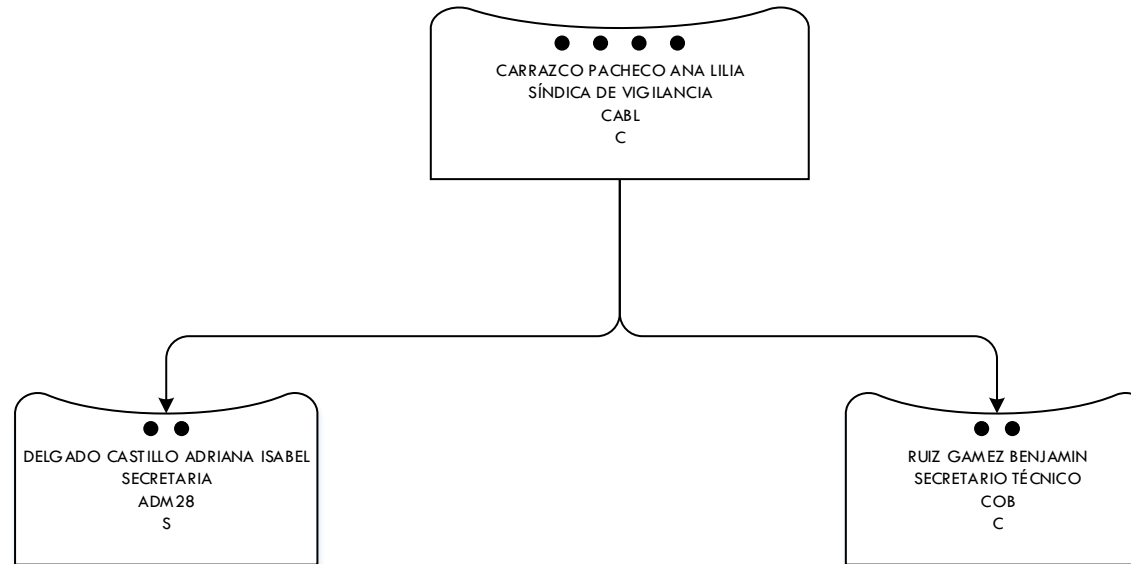 CARRAZCO PACHECO ANA LILIA
SÍNDICA DE VIGILANCIA
CABL
C
DELGADO CASTILLO ADRIANA ISABEL
SECRETARIA
ADM28
S
RUIZ GAMEZ BENJAMIN
SECRETARIO TÉCNICO
COB
C